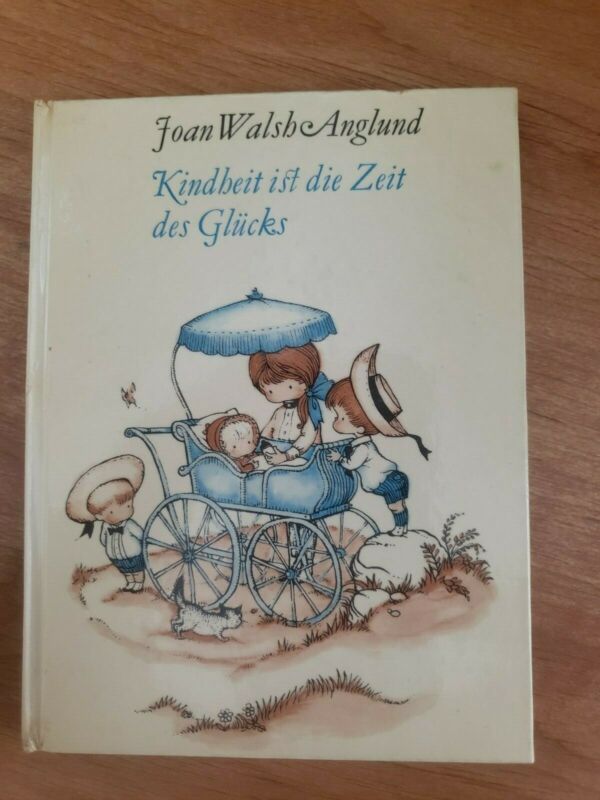 Joan Walsh Anglund
Kindheit ist die Zeit
des Glücks